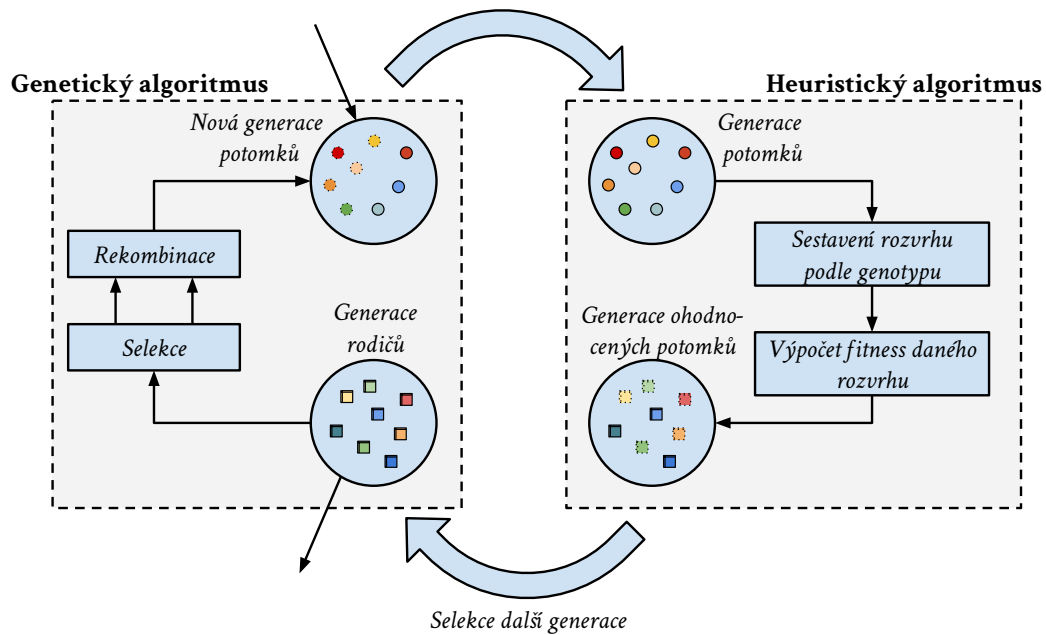 Genetický algoritmus
Nová generace
potomků
Rekombinace
Selekce
Generace
rodičů
Heuristický algoritmus
Generace
potomků
Sestavení rozvrhu
podle genotypu
Generace ohodno-
cených potomků
Výpočet fitness daného
rozvrhu
Selekce další generace